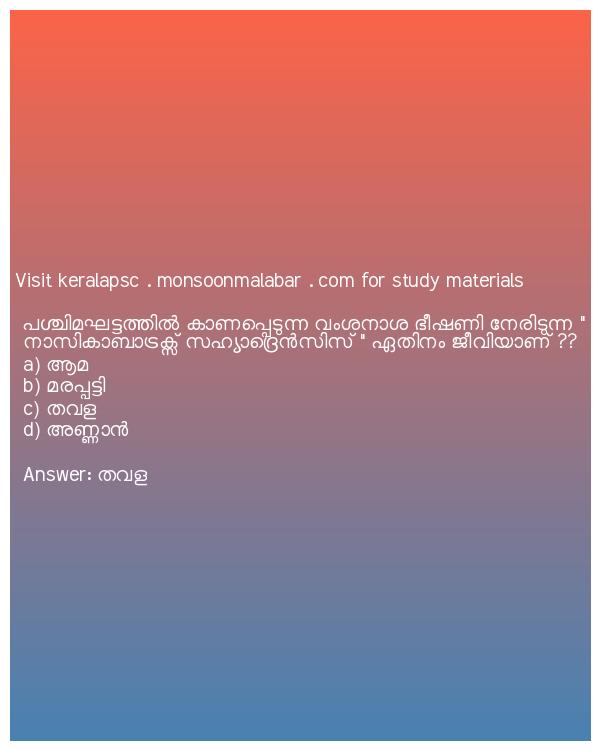 Visit keralapsc . monsoonmalabar . com for study materials
പശ്ചിമഘട്ടത്തിൽ കാണപ്പെടുന്ന വംശനാശ ഭീഷണി നേരിടുന്ന "
നാസികാബാട്രക്സ് സഹ്യാദ്രെൻസിസ് " ഏതിനം ജീവിയാണ് ??
a) ആമ
b) മരപ്പട്ടി
c) തവള
d) അണ്ണാൻ
Answer: തവള